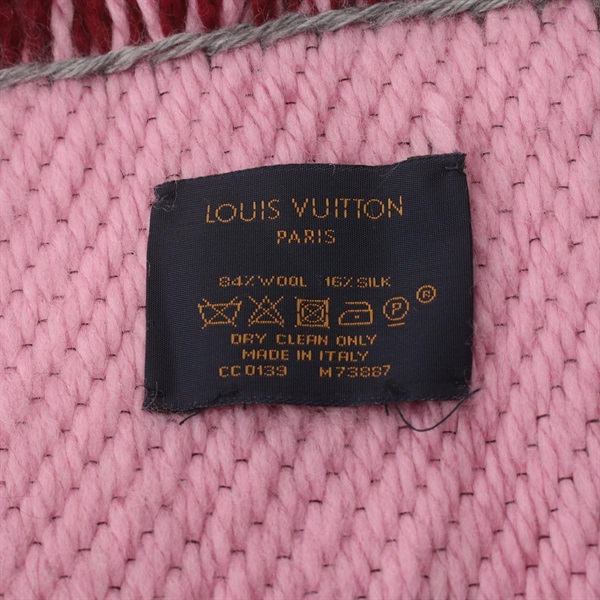 LOUIS VUITTON
PARIS
84% WOOL 16% SILK
P ®
DRY CLEAN ONLY
MADE IN ITALY
CC0139 M73887